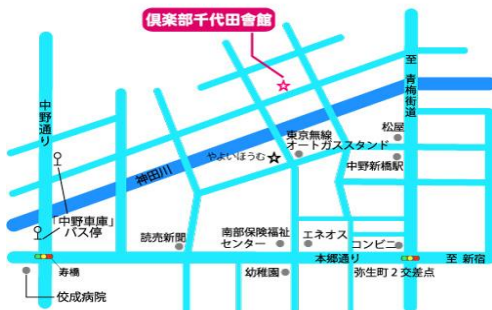 倶楽部千代田會館
至 青梅街道
中野通り
松屋
東京無線
オートガススタンド
やよいほうむ
中野新橋駅
神田川
「中野車庫」
バス停
読売新聞
南部保険福祉
センター
エネオス
コンビニ
本郷通り
至 新宿
寿橋
幼稚園
弥生町2交差点
佼成病院